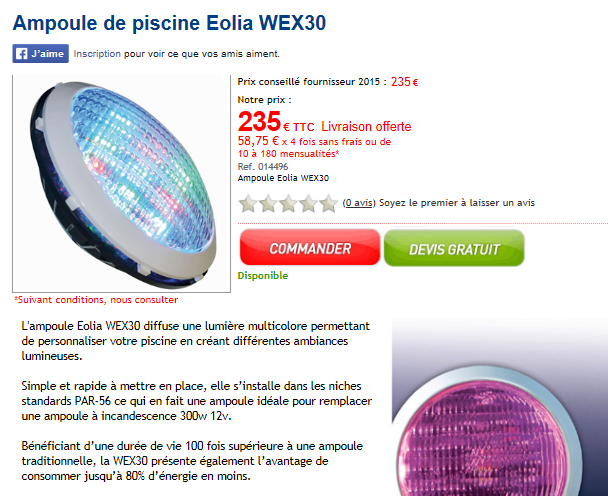 Ampoule de piscine Eolia WEX30
J'aime
Inscription pour voir ce que vos amis aiment.
Prix conseillé fournisseur 2015 : 235 €
Notre prix :
235 € TTC Livraison offerte
58,75 € x 4 fois sans frais ou de
10 à 180 mensualités*
Ref. 014496
Ampoule Eolia WEX30
(0 avis) Soyez le premier à laisser un avis
COMMANDER
DEVIS GRATUIT
Disponible
*Suivant conditions, nous consulter
L'ampoule Eolia WEX30 diffuse une lumière multicolore permettant
de personnaliser votre piscine en créant différentes ambiances
lumineuses.
Simple et rapide à mettre en place, elle s'installe dans les niches
standards PAR-56 ce qui en fait une ampoule idéale pour remplacer
une ampoule à incandescence 300w 12v.
Bénéficiant d'une durée de vie 100 fois supérieure à une ampoule
traditionnelle, la WEX30 présente également l'avantage de
consommer jusqu'à 80% d'énergie en moins.